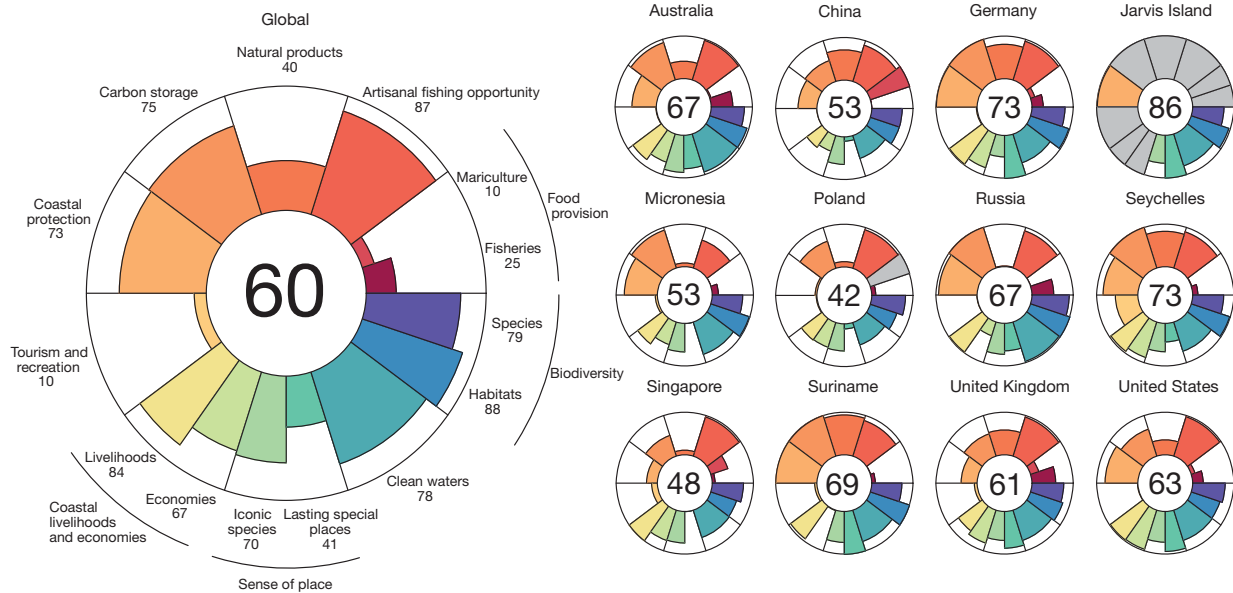 Global
Natural products
40
Carbon storage
75
Artisanal fishing opportunity
87
Coastal
protection
73
Mariculture
10
Food
provision
Fisheries
25
60
Species
79
Tourism and
recreation
10
Biodiversity
Habitats
88
Livelihoods
84
Clean waters
78
Economies
67
Iconic
species
70
Lasting special
places
41
Coastal
livelihoods
and economies
Sense of place
Australia
67
China
53
Germany
73
Jarvis Island
86
Micronesia
53
Poland
42
Russia
67
Seychelles
73
Singapore
48
Suriname
69
United Kingdom
61
United States
63